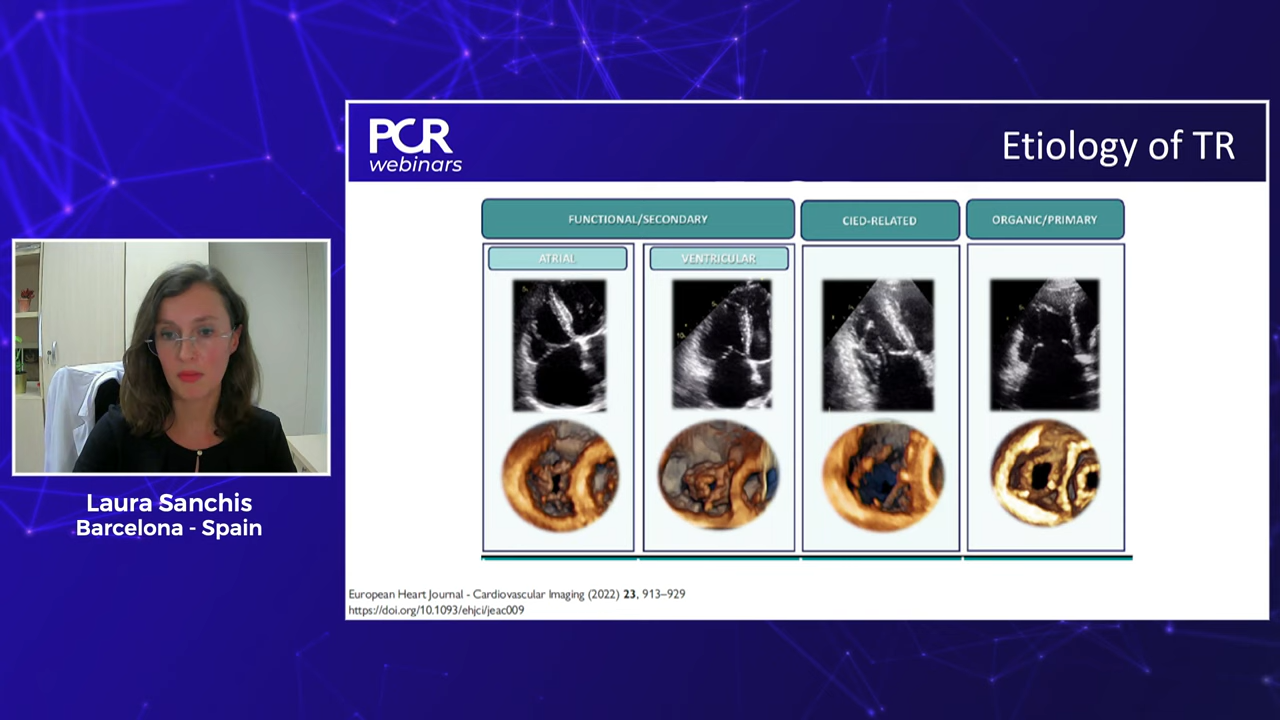 PCR
webinars
Etiology of TR
FUNCTIONAL/SECONDARY
CIED-RELATED
ORGANIC/PRIMARY
ATRIAL
VENTRICULAR
Laura Sanchis
Barcelona - Spain
European Heart Journal - Cardiovascular Imaging (2022) 23, 913–929
https://doi.org/10.1093/ehjci/jeac009